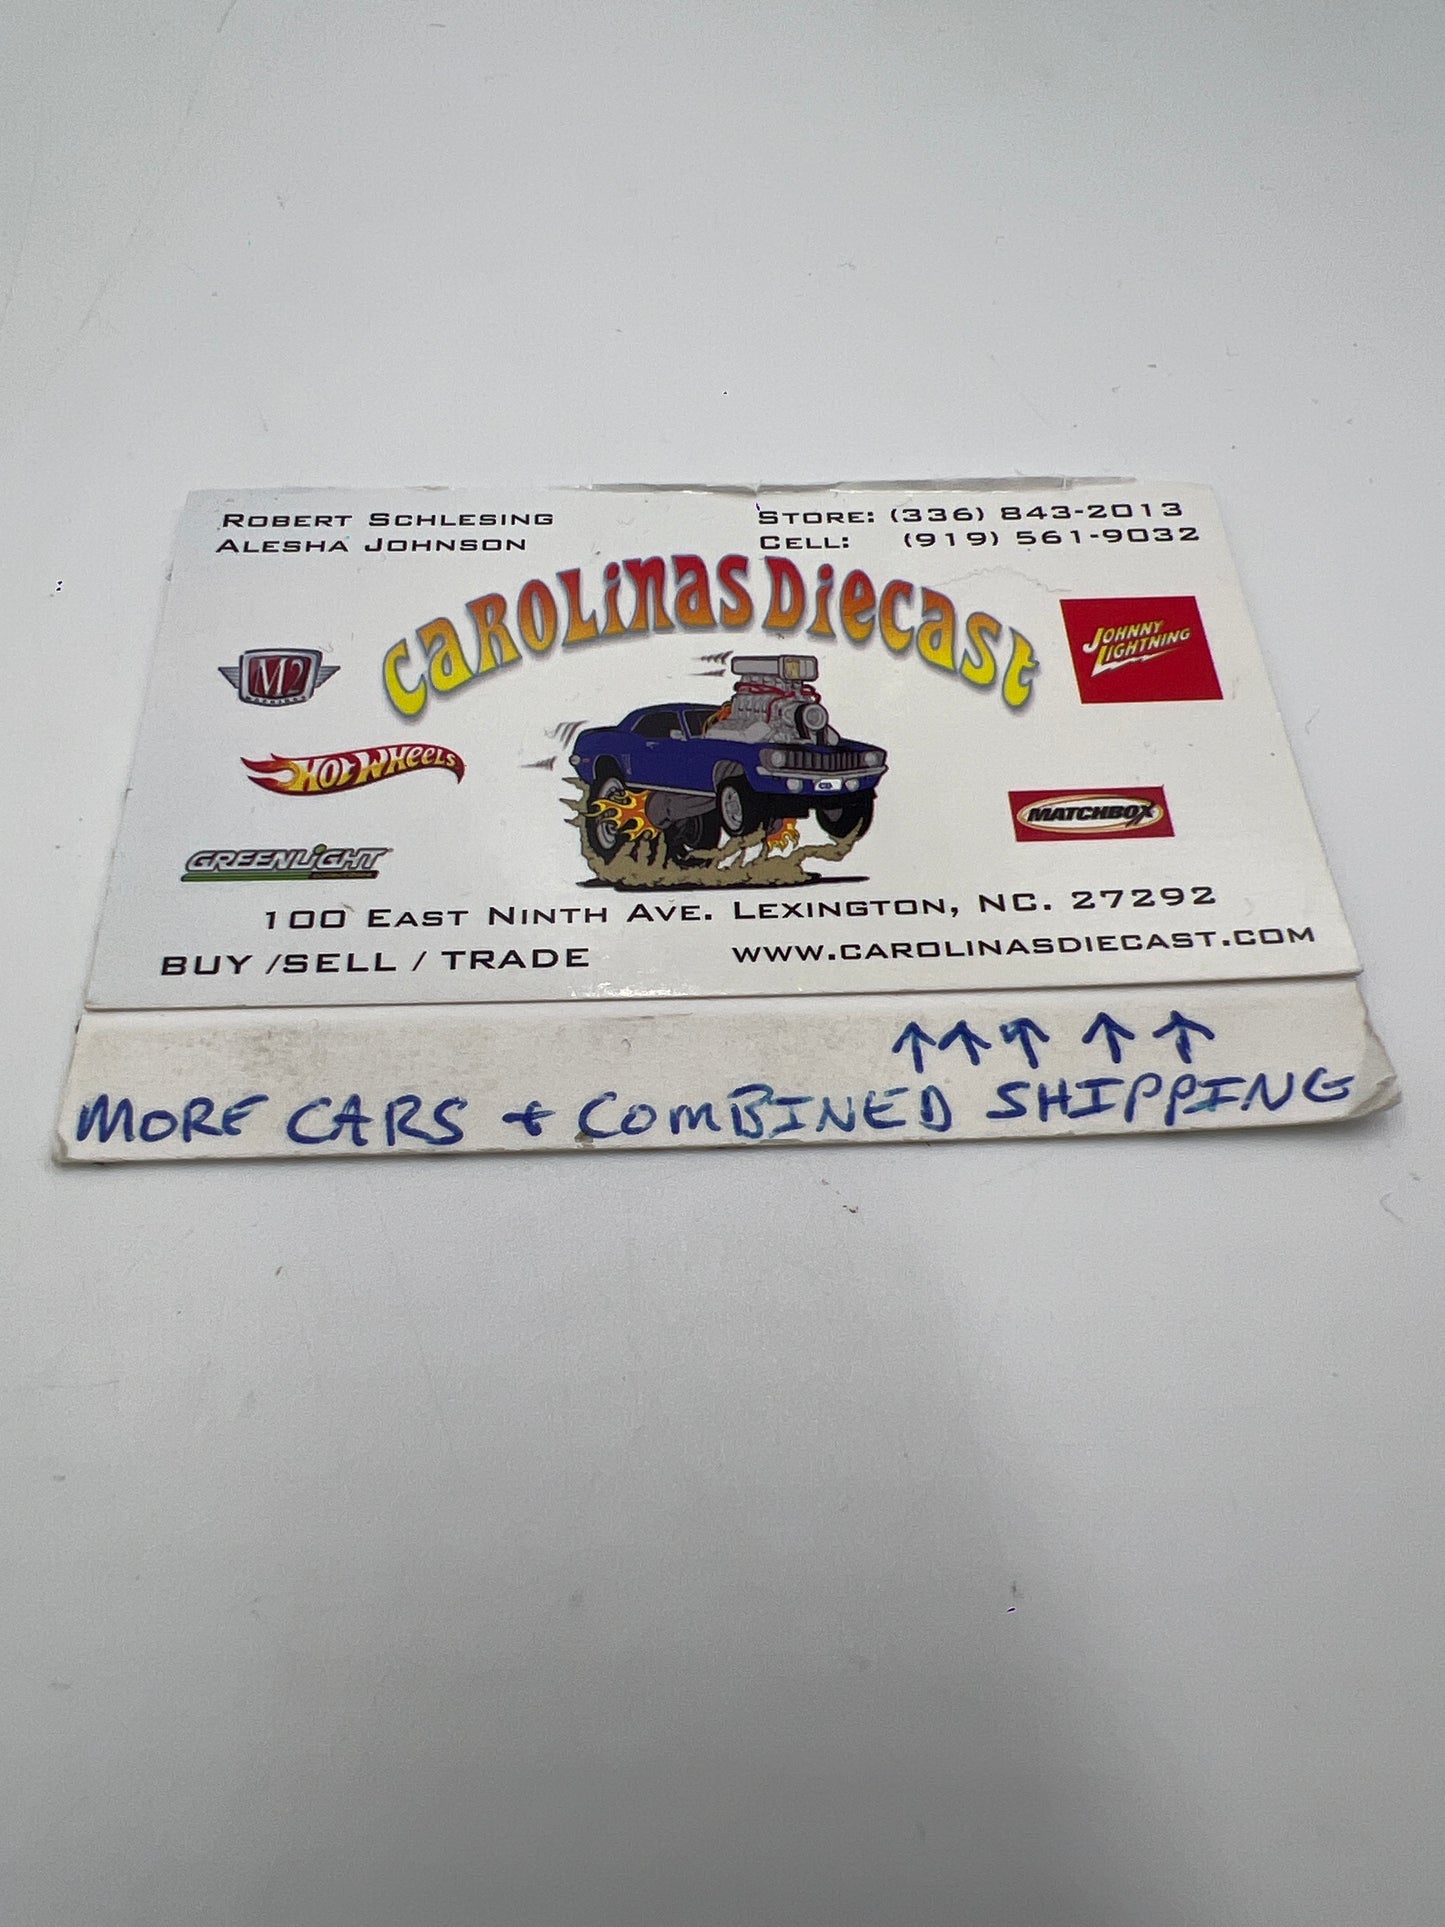 ROBERT SCHLESING
ALESHA JOHNSON
STORE: (336) 843-2013
CELL: (919) 561-9032
CAROLINAS DIECAST
M2
MACHINES
JOHNNY
LIGHTNING
HOT WHEELS
MATCHBOX
GREENLIGHT
CD
100 EAST NINTH AVE. LEXINGTON, NC. 27292
BUY /SELL / TRADE
WWW.CAROLINASDIECAST.COM
↑↑↑↑↑
MORE CARS + COMBINED SHIPPING